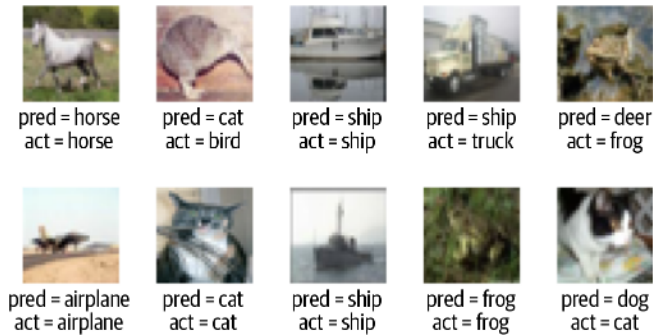 pred = horse
act = horse
pred = cat
act = bird
pred = ship
act = ship
pred = ship
act = truck
pred = deer
act = frog
pred = airplane
act = airplane
pred = cat
act = cat
pred = ship
act = ship
pred = frog
act = frog
pred = dog
act = cat